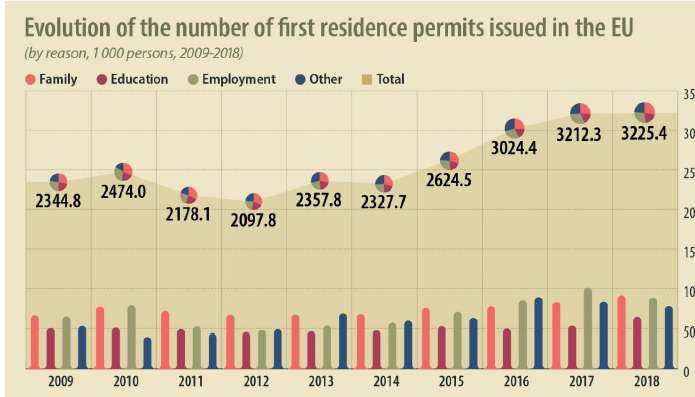 Evolution of the number of first residence permits issued in the EU
(by reason, 1 000 persons, 2009-2018)
Family Education Employment Other Total
35
30
25
20
15
10
50
0
2344.8 2474.0 2178.1 2097.8 2357.8 2327.7 2624.5 3024.4 3212.3 3225.4
2009 2010 2011 2012 2013 2014 2015 2016 2017 2018